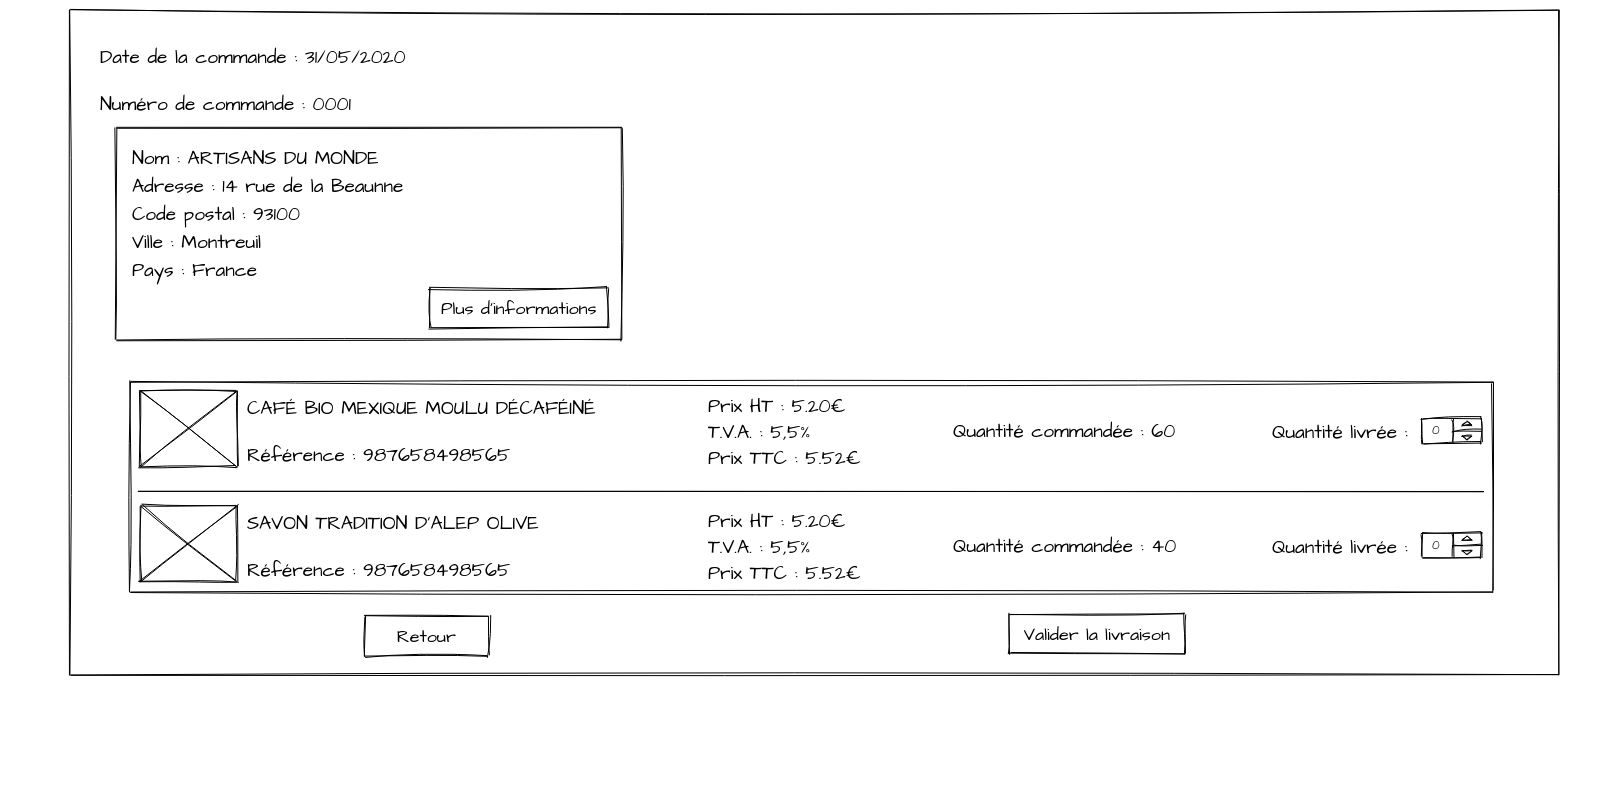 Date de la commande : 31/05/2020
Numéro de commande : 0001
Nom : ARTISANS DU MONDE
Adresse : 14 rue de la Beaunne
Code postal : 93100
Ville : Montreuil
Pays : France
Plus d'informations
CAFÉ BIO MEXIQUE MOULU DÉCAFÉINÉ
Référence : 987658498565
Prix HT : 5.20€
T.V.A. : 5,5%
Prix TTC : 5.52€
Quantité commandée : 60
Quantité livrée : 0
SAVON TRADITION D'ALEP OLIVE
Référence : 987658498565
Prix HT : 5.20€
T.V.A. : 5,5%
Prix TTC : 5.52€
Quantité commandée : 40
Quantité livrée : 0
Retour
Valider la livraison